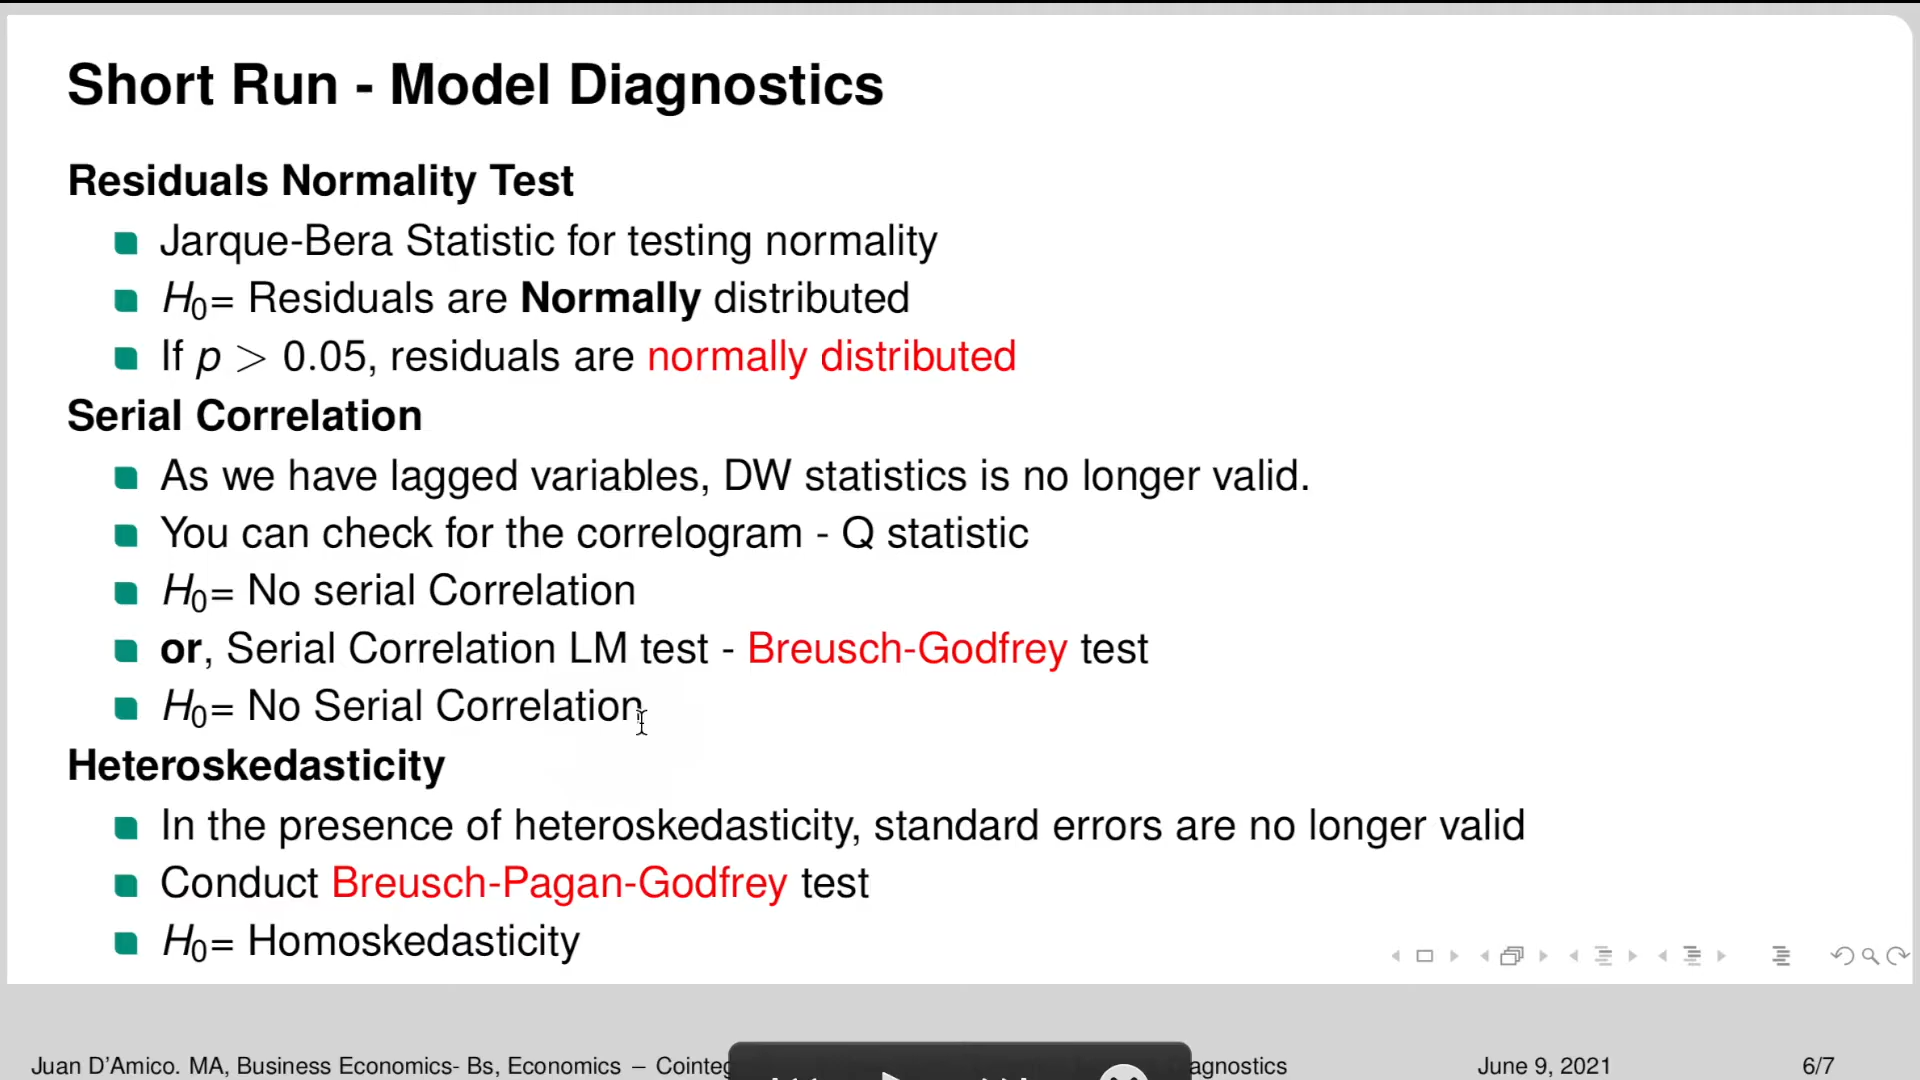 Short Run - Model Diagnostics
Residuals Normality Test
Jarque-Bera Statistic for testing normality
H0= Residuals are Normally distributed
If p > 0.05, residuals are normally distributed
Serial Correlation
As we have lagged variables, DW statistics is no longer valid.
You can check for the correlogram - Q statistic
H0= No serial Correlation
or, Serial Correlation LM test - Breusch-Godfrey test
H0= No Serial Correlation
Heteroskedasticity
In the presence of heteroskedasticity, standard errors are no longer valid
Conduct Breusch-Pagan-Godfrey test
H0= Homoskedasticity
Juan D'Amico. MA, Business Economics- Bs, Economics – June 9, 2021 6/7